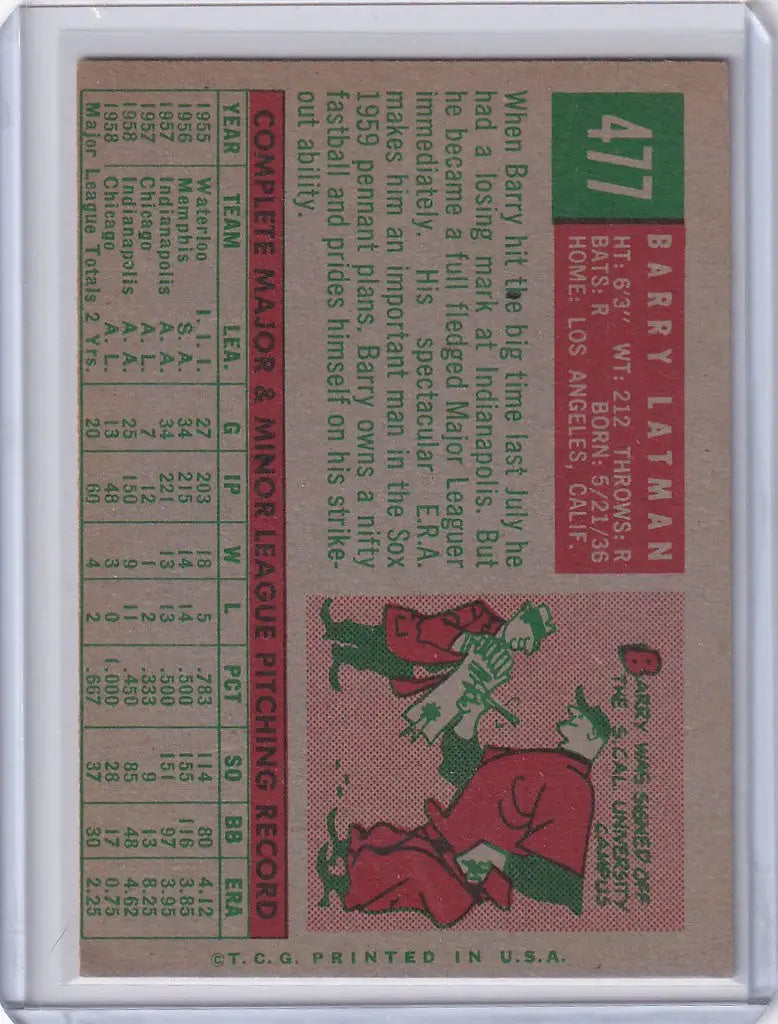 477
BARRY LATMAN
HT: 6'3" WT: 212 THROWS: R
BATS: R BORN: 5/21/36
HOME: LOS ANGELES, CALIF.
When Barry hit the big time last July he
had a losing mark at Indianapolis. But
he became a full fledged Major Leaguer
immediately. His spectacular E.R.A.
makes him an important man in the Sox
1959 pennant plans. Barry owns a nifty
fastball and prides himself on his strike-
out ability.
BARRY WAS SIGNED OFF
THE S. CAL. UNIVERSITY
CAMPUS
COMPLETE MAJOR & MINOR LEAGUE PITCHING RECORD
YEAR TEAM LEA. G IP W L PCT SO BB ERA
1955 Waterloo I. I. I. 27 203 18 5 .783 114 80 4.12
1956 Memphis S. A. 34 215 14 14 .500 155 116 3.85
1957 Indianapolis A. A. 34 221 13 13 .500 151 97 3.95
1957 Chicago A. L. 7 12 1 2 .333 9 13 8.25
1958 Indianapolis A. A. 25 150 9 11 .450 85 48 4.62
1958 Chicago A. L. 13 48 3 0 1.000 28 17 0.75
Major League Totals 2 Yrs. 20 60 4 2 .667 37 30 2.25
©T. C. G. PRINTED IN U.S.A.